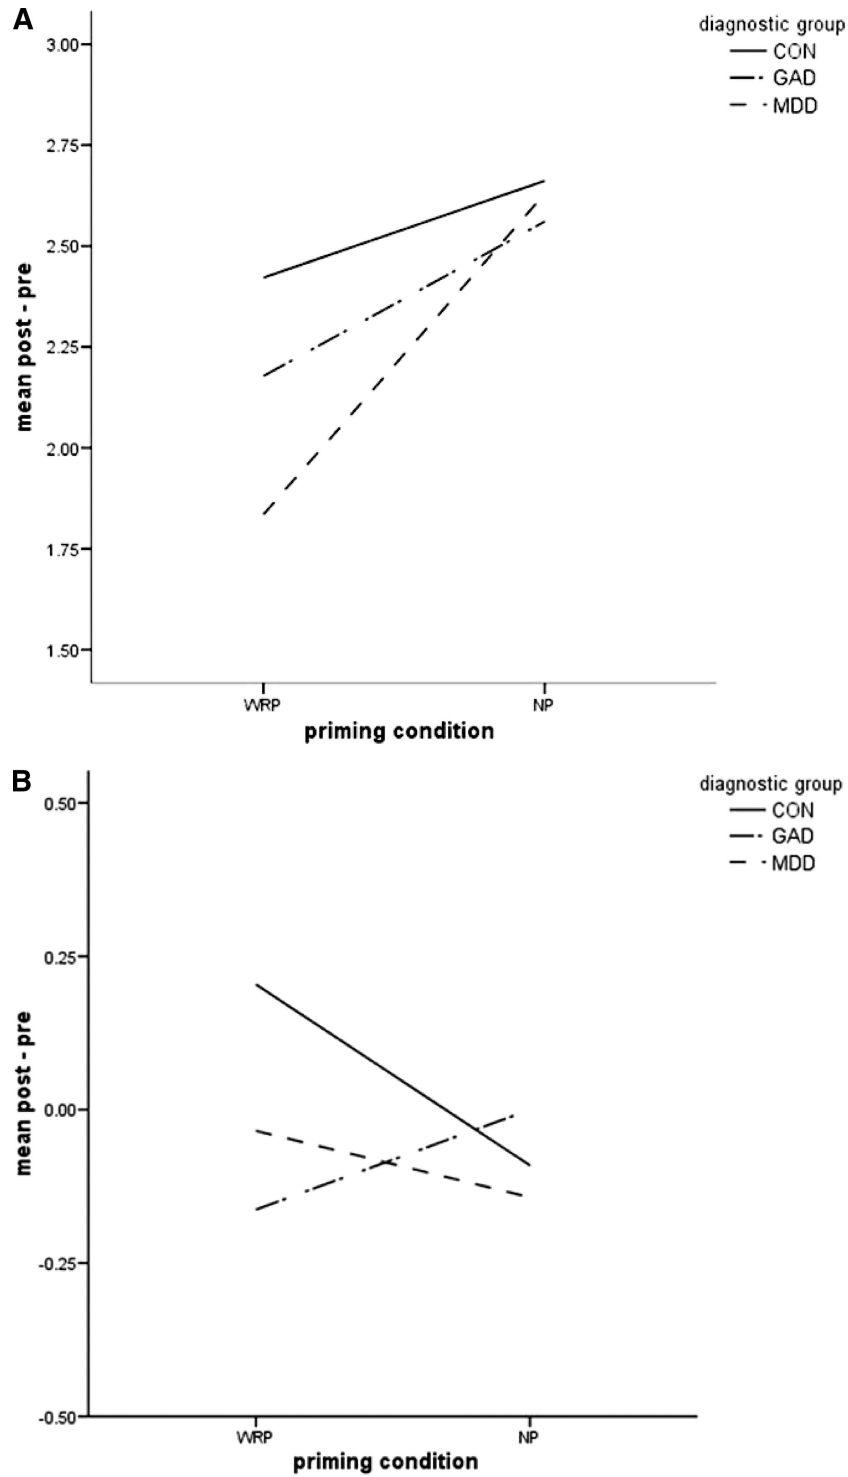 A
diagnostic group
CON
GAD
MDD
3.00
2.75
2.50
2.25
2.00
1.75
1.50
mean post - pre
WRP
NP
priming condition
B
diagnostic group
CON
GAD
MDD
0.50
0.25
0.00
-0.25
-0.50
mean post - pre
WRP
NP
priming condition